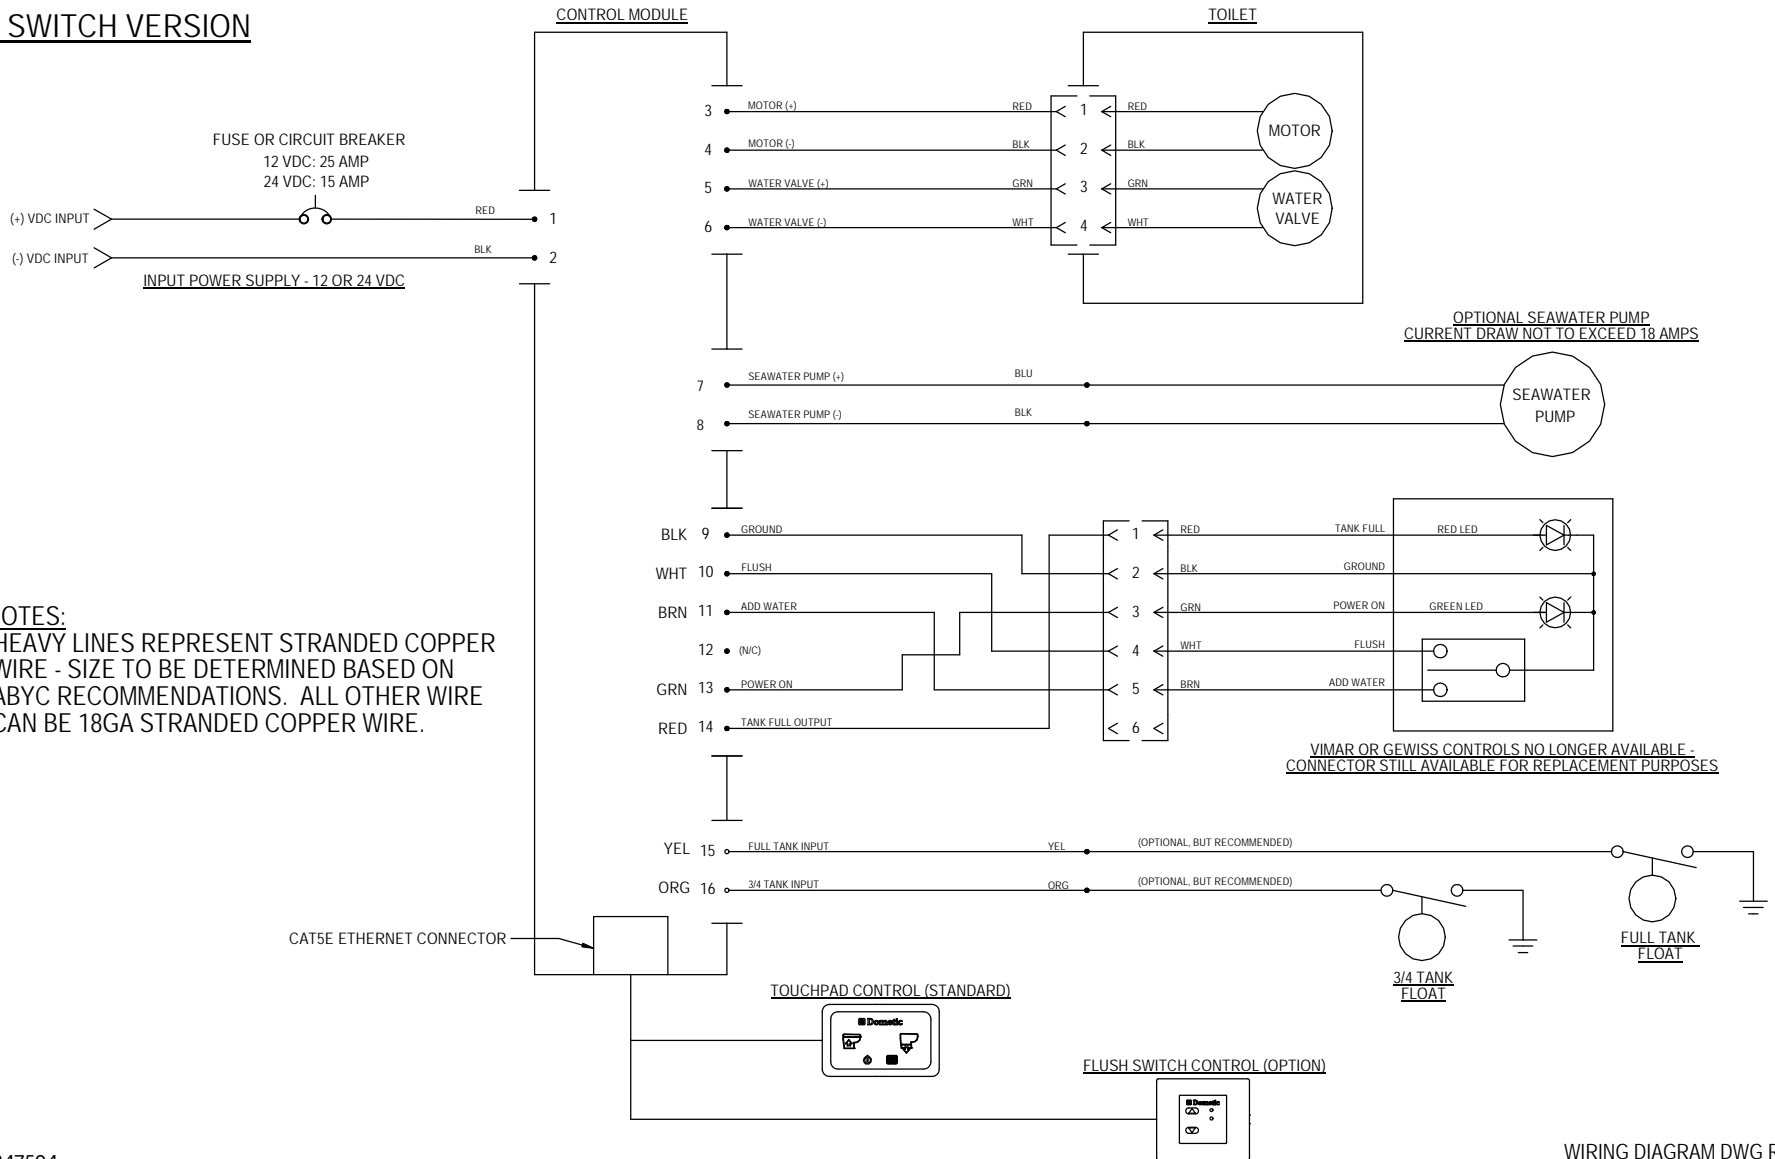 SWITCH VERSION
CONTROL MODULE
TOILET
FUSE OR CIRCUIT BREAKER
12 VDC: 25 AMP
24 VDC: 15 AMP
(+) VDC INPUT
RED
1
(-) VDC INPUT
BLK
2
INPUT POWER SUPPLY - 12 OR 24 VDC
3 MOTOR (+) RED 1 RED
4 MOTOR (-) BLK 2 BLK
MOTOR
5 WATER VALVE (+) GRN 3 GRN
6 WATER VALVE (-) WHT 4 WHT
WATER
VALVE
OPTIONAL SEAWATER PUMP
CURRENT DRAW NOT TO EXCEED 18 AMPS
7 SEAWATER PUMP (+) BLU
8 SEAWATER PUMP (-) BLK
SEAWATER
PUMP
BLK 9 GROUND 1 RED TANK FULL RED LED
WHT 10 FLUSH 2 BLK GROUND
BRN 11 ADD WATER 3 GRN POWER ON GREEN LED
12 (N/C) 4 WHT FLUSH
GRN 13 POWER ON 5 BRN ADD WATER
RED 14 TANK FULL OUTPUT 6
VIMAR OR GEWISS CONTROLS NO LONGER AVAILABLE -
CONNECTOR STILL AVAILABLE FOR REPLACEMENT PURPOSES
OTES:
HEAVY LINES REPRESENT STRANDED COPPER
WIRE - SIZE TO BE DETERMINED BASED ON
ABYC RECOMMENDATIONS. ALL OTHER WIRE
CAN BE 18GA STRANDED COPPER WIRE.
YEL 15 FULL TANK INPUT YEL (OPTIONAL, BUT RECOMMENDED)
ORG 16 3/4 TANK INPUT ORG (OPTIONAL, BUT RECOMMENDED)
FULL TANK
FLOAT
3/4 TANK
FLOAT
CAT5E ETHERNET CONNECTOR
TOUCHPAD CONTROL (STANDARD)
Dometic
FLUSH SWITCH CONTROL (OPTION)
Dometic
WIRING DIAGRAM DWG R